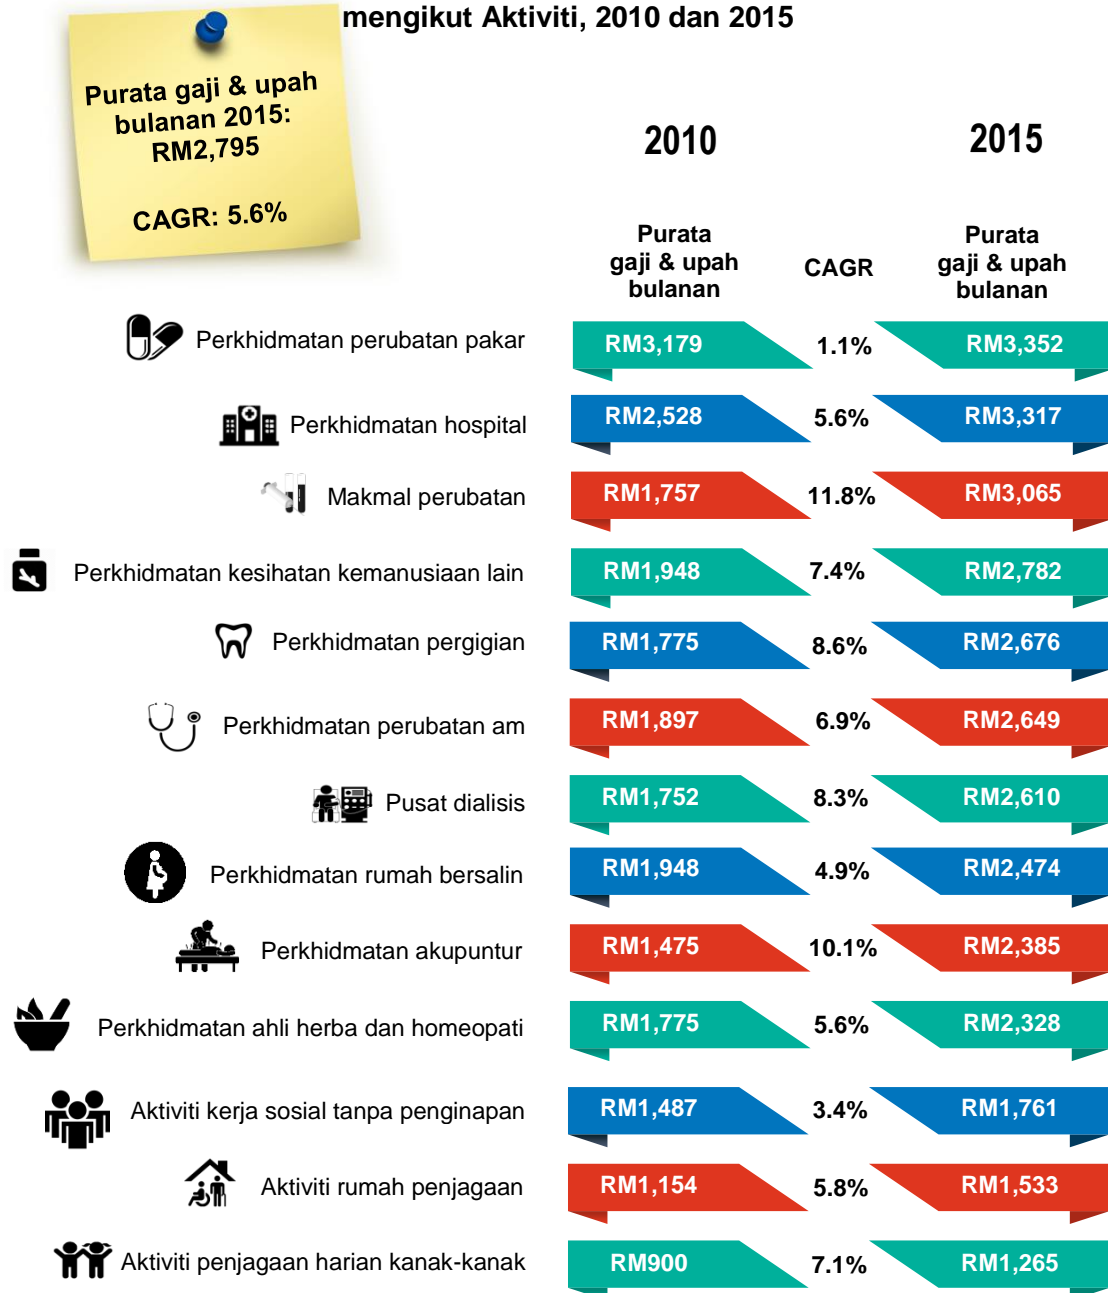 mengikut Aktiviti, 2010 dan 2015
Purata gaji & upah
bulanan 2015:
RM2,795
CAGR: 5.6%
2010
2015
Purata
gaji & upah
bulanan
CAGR
Purata
gaji & upah
bulanan
Perkhidmatan perubatan pakar RM3,179 1.1% RM3,352
Perkhidmatan hospital RM2,528 5.6% RM3,317
Makmal perubatan RM1,757 11.8% RM3,065
Perkhidmatan kesihatan kemanusiaan lain RM1,948 7.4% RM2,782
Perkhidmatan pergigian RM1,775 8.6% RM2,676
Perkhidmatan perubatan am RM1,897 6.9% RM2,649
Pusat dialisis RM1,752 8.3% RM2,610
Perkhidmatan rumah bersalin RM1,948 4.9% RM2,474
Perkhidmatan akupuntur RM1,475 10.1% RM2,385
Perkhidmatan ahli herba dan homeopati RM1,775 5.6% RM2,328
Aktiviti kerja sosial tanpa penginapan RM1,487 3.4% RM1,761
Aktiviti rumah penjagaan RM1,154 5.8% RM1,533
Aktiviti penjagaan harian kanak-kanak RM900 7.1% RM1,265